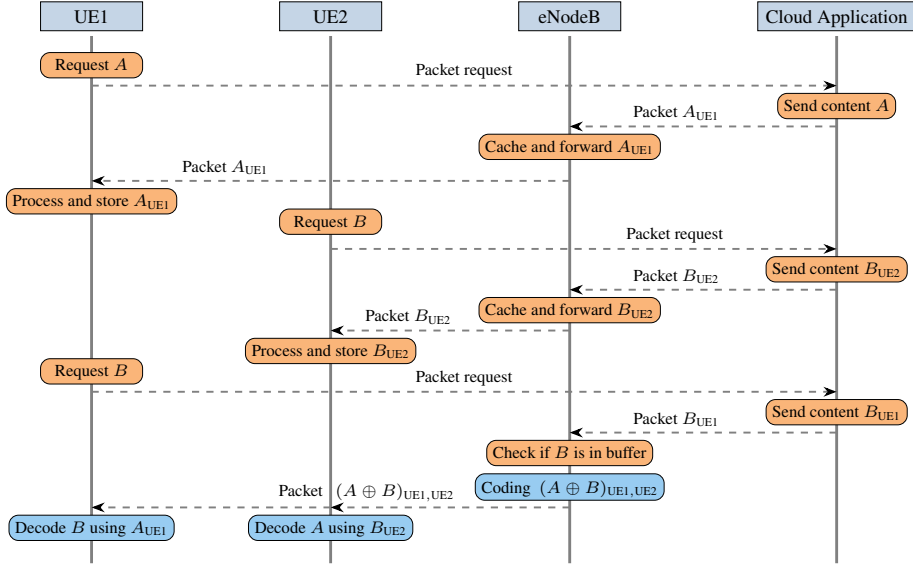 UE1 UE2 eNodeB Cloud Application
Request A
Packet request
Send content A
Packet A_UE1
Cache and forward A_UE1
Packet A_UE1
Process and store A_UE1
Request B
Packet request
Send content B_UE2
Packet B_UE2
Cache and forward B_UE2
Packet B_UE2
Process and store B_UE2
Request B
Packet request
Send content B_UE1
Packet B_UE1
Check if B is in buffer
Coding (A ⊕ B)_UE1,UE2
Packet (A ⊕ B)_UE1,UE2
Decode B using A_UE1 Decode A using B_UE2